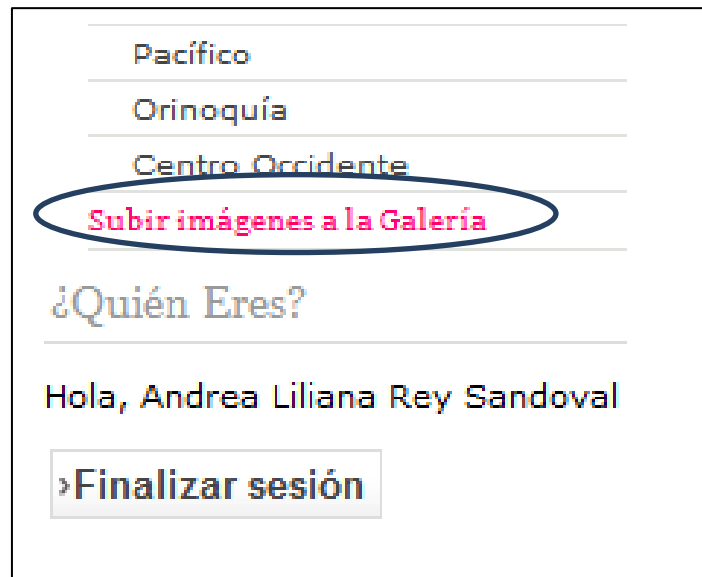 Pacífico
Orinoquía
Centro Occidente
Subir imágenes a la Galería
¿Quién Eres?
Hola, Andrea Liliana Rey Sandoval
›Finalizar sesión